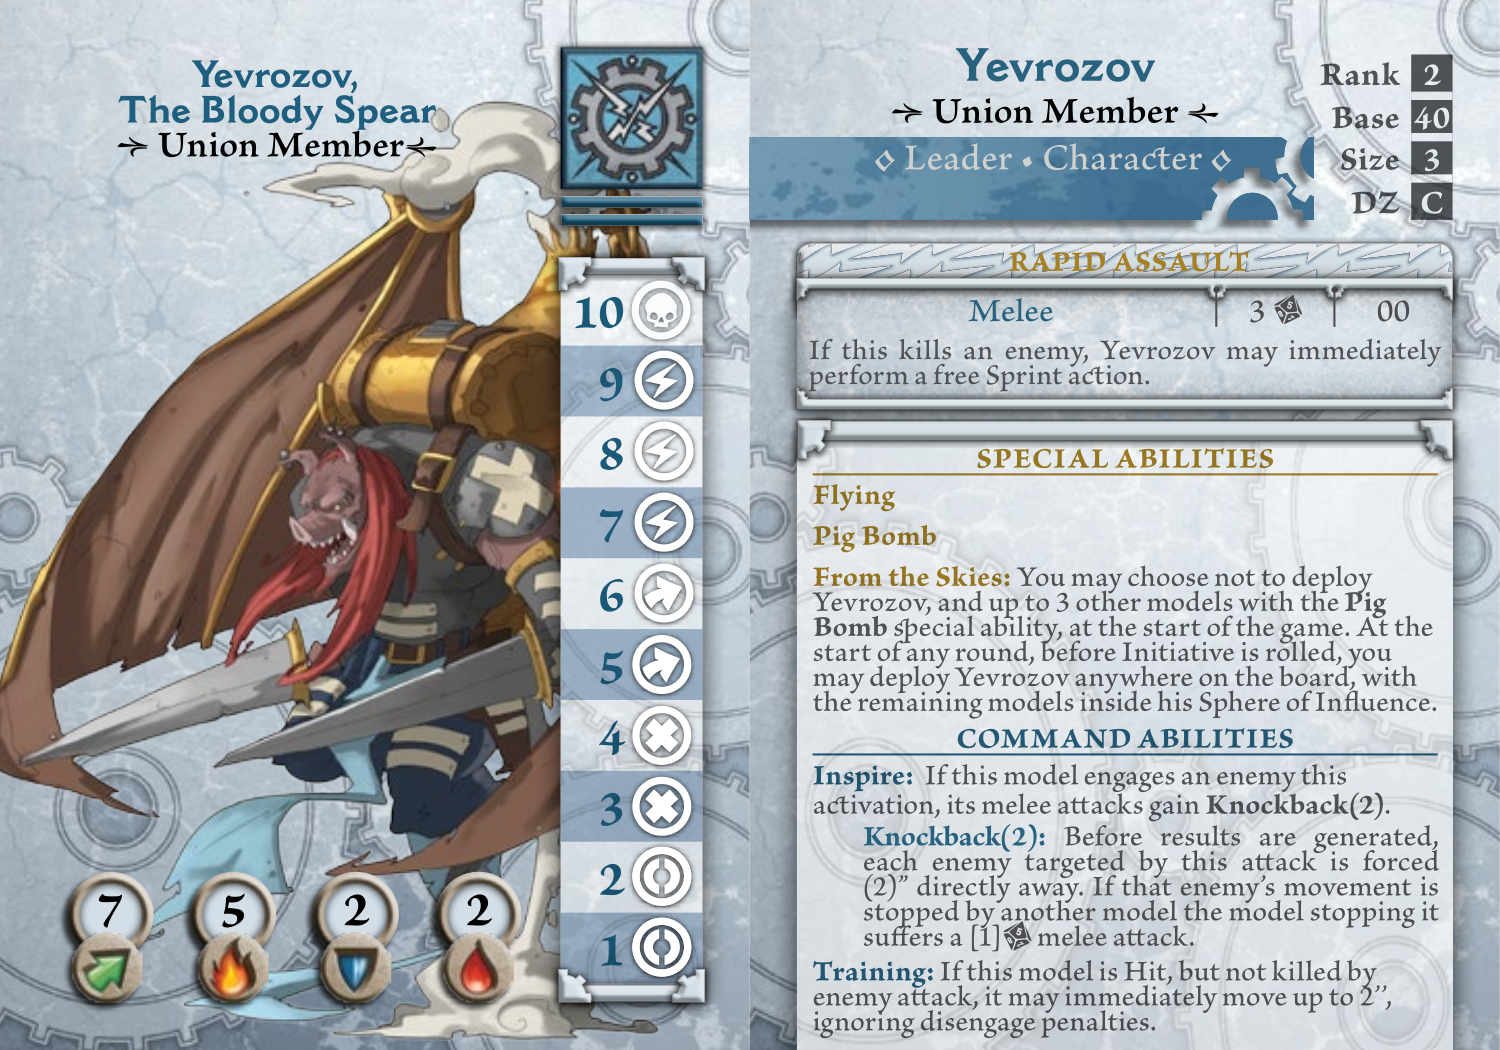 Yevrozov,
The Bloody Spear
Union Member
10
9
8
7
6
5
4
3
2
1
7 5 2 2
Yevrozov
Union Member
Leader • Character
Rank 2
Base 40
Size 3
DZ C
RAPID ASSAULT
Melee 3 5 00
If this kills an enemy, Yevrozov may immediately
perform a free Sprint action.
SPECIAL ABILITIES
Flying
Pig Bomb
From the Skies: You may choose not to deploy
Yevrozov, and up to 3 other models with the Pig
Bomb special ability, at the start of the game. At the
start of any round, before Initiative is rolled, you
may deploy Yevrozov anywhere on the board, with
the remaining models inside his Sphere of Influence.
COMMAND ABILITIES
Inspire: If this model engages an enemy this
activation, its melee attacks gain Knockback(2).
Knockback(2): Before results are generated,
each enemy targeted by this attack is forced
(2)” directly away. If that enemy’s movement is
stopped by another model the model stopping it
suffers a [1] 5 melee attack.
Training: If this model is Hit, but not killed by
enemy attack, it may immediately move up to 2’’,
ignoring disengage penalties.